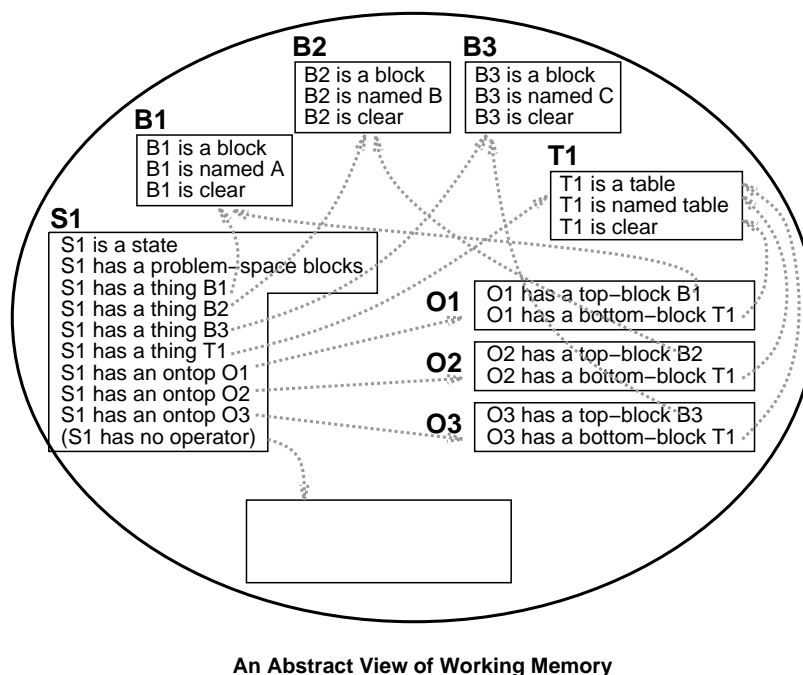 B2
B2 is a block
B2 is named B
B2 is clear
B3
B3 is a block
B3 is named C
B3 is clear
B1
B1 is a block
B1 is named A
B1 is clear
T1
T1 is a table
T1 is named table
T1 is clear
S1
S1 is a state
S1 has a problem−space blocks
S1 has a thing B1
S1 has a thing B2
S1 has a thing B3
S1 has a thing T1
S1 has an ontop O1
S1 has an ontop O2
S1 has an ontop O3
(S1 has no operator)
O1
O1 has a top−block B1
O1 has a bottom−block T1
O2
O2 has a top−block B2
O2 has a bottom−block T1
O3
O3 has a top−block B3
O3 has a bottom−block T1
An Abstract View of Working Memory